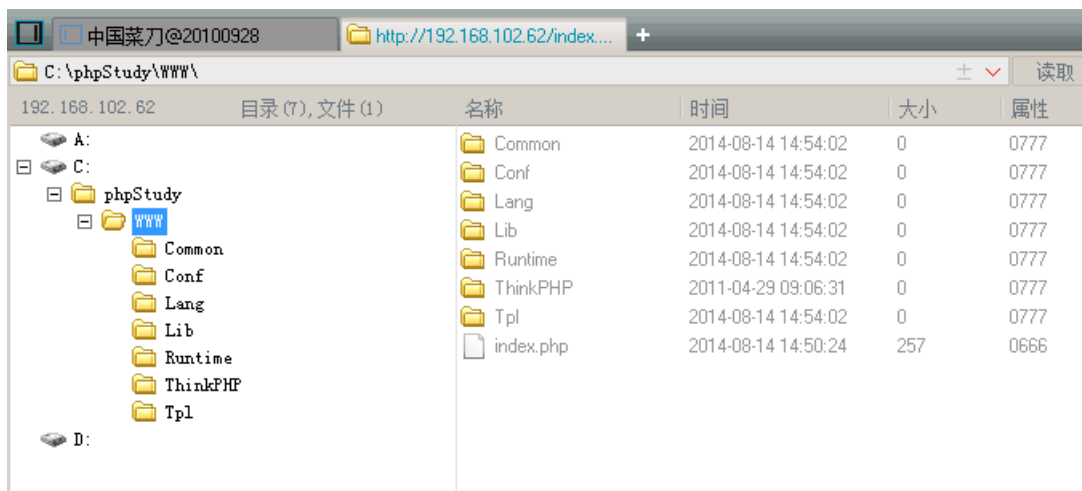 中国菜刀@20100928 http://192.168.102.62/index.... +
C:\phpStudy\WWW\ 读取
192.168.102.62 目录(7),文件(1) 名称 时间 大小 属性
A:
C:
phpStudy
WWW
Common
Conf
Lang
Lib
Runtime
ThinkPHP
Tpl
D:
Common 2014-08-14 14:54:02 0 0777
Conf 2014-08-14 14:54:02 0 0777
Lang 2014-08-14 14:54:02 0 0777
Lib 2014-08-14 14:54:02 0 0777
Runtime 2014-08-14 14:54:02 0 0777
ThinkPHP 2011-04-29 09:06:31 0 0777
Tpl 2014-08-14 14:54:02 0 0777
index.php 2014-08-14 14:50:24 257 0666